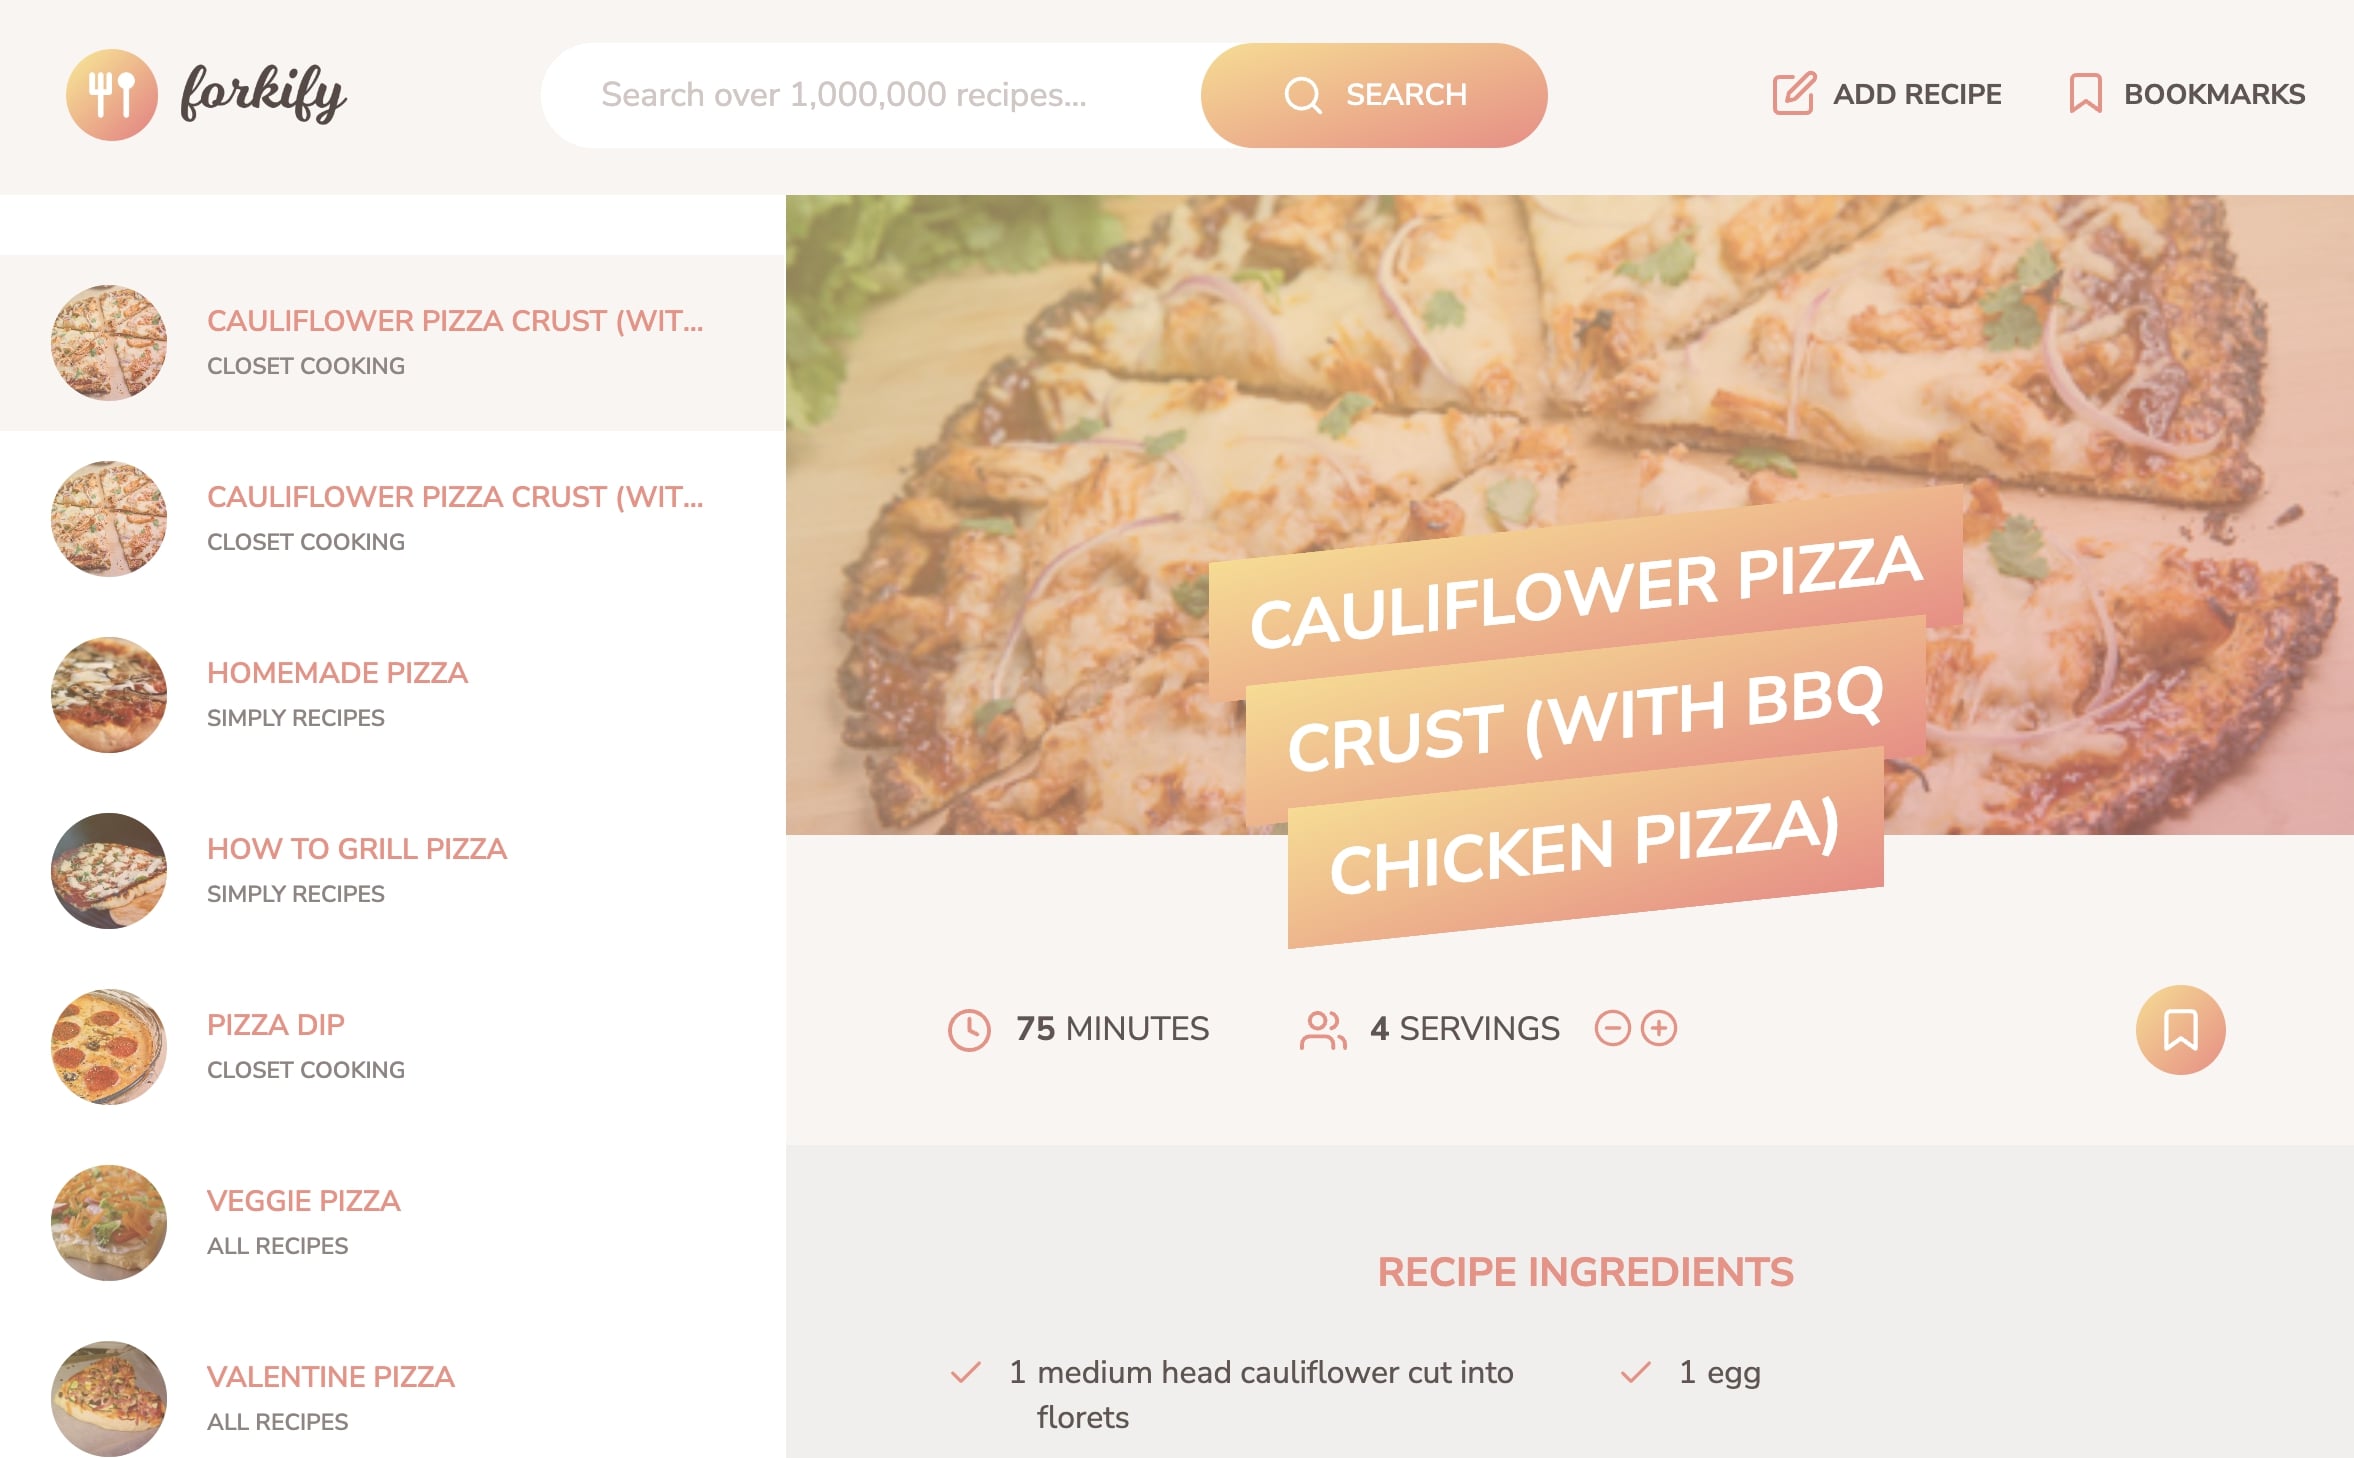 forkify
Search over 1,000,000 recipes...
SEARCH
ADD RECIPE
BOOKMARKS
CAULIFLOWER PIZZA CRUST (WIT...
CLOSET COOKING
CAULIFLOWER PIZZA CRUST (WIT...
CLOSET COOKING
HOMEMADE PIZZA
SIMPLY RECIPES
HOW TO GRILL PIZZA
SIMPLY RECIPES
PIZZA DIP
CLOSET COOKING
VEGGIE PIZZA
ALL RECIPES
VALENTINE PIZZA
ALL RECIPES
CAULIFLOWER PIZZA
CRUST (WITH BBQ
CHICKEN PIZZA)
75 MINUTES
4 SERVINGS
RECIPE INGREDIENTS
1 medium head cauliflower cut into
florets
1 egg